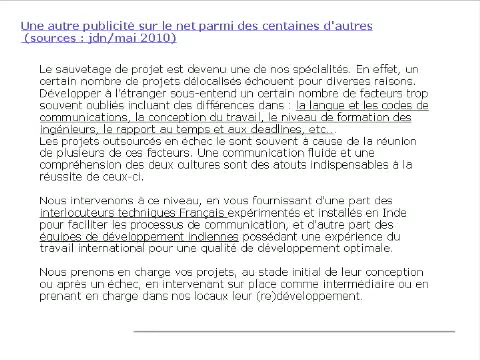 Une autre publicité sur le net parmi des centaines d'autres
(sources : jdn/mai 2010)
Le sauvetage de projet est devenu une de nos spécialités. En effet, un
certain nombre de projets délocalisés échouent pour diverses raisons.
Développer à l'étranger sous-entend un certain nombre de facteurs trop
souvent oubliés incluant des différences dans : la langue et les codes de
communications, la conception du travail, le niveau de formation des
ingénieurs, le rapport au temps et aux deadlines, etc..
Les projets outsourcés en échec le sont souvent à cause de la réunion
de plusieurs de ces facteurs. Une communication fluide et une
compréhension des deux cultures sont des atouts indispensables à la
réussite de ceux-ci.
Nous intervenons à ce niveau, en vous fournissant d'une part des
interlocuteurs techniques Français expérimentés et installés en Inde
pour faciliter les processus de communication, et d'autre part des
équipes de développement indiennes possédant une expérience du
travail international pour une qualité de développement optimale.
Nous prenons en charge vos projets, au stade initial de leur conception
ou après un échec, en intervenant sur place comme intermédiaire ou en
prenant en charge dans nos locaux leur (re)développement.